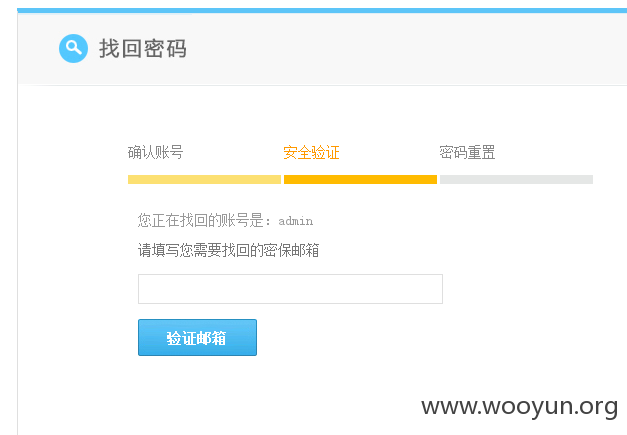 找回密码
确认账号 安全验证 密码重置
您正在找回的账号是：admin
请填写您需要找回的密保邮箱
验证邮箱
www.wooyun.org